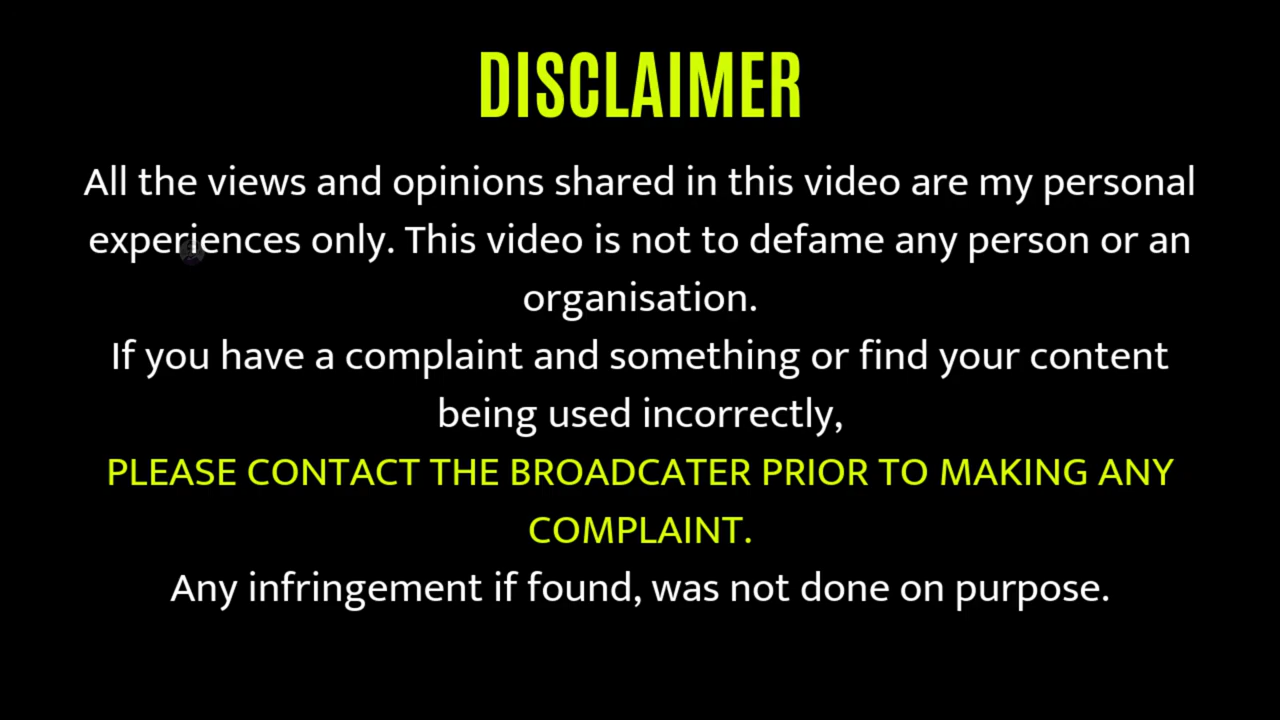 DISCLAIMER
All the views and opinions shared in this video are my personal
experiences only. This video is not to defame any person or an
organisation.
If you have a complaint and something or find your content
being used incorrectly,
PLEASE CONTACT THE BROADCATER PRIOR TO MAKING ANY
COMPLAINT.
Any infringement if found, was not done on purpose.